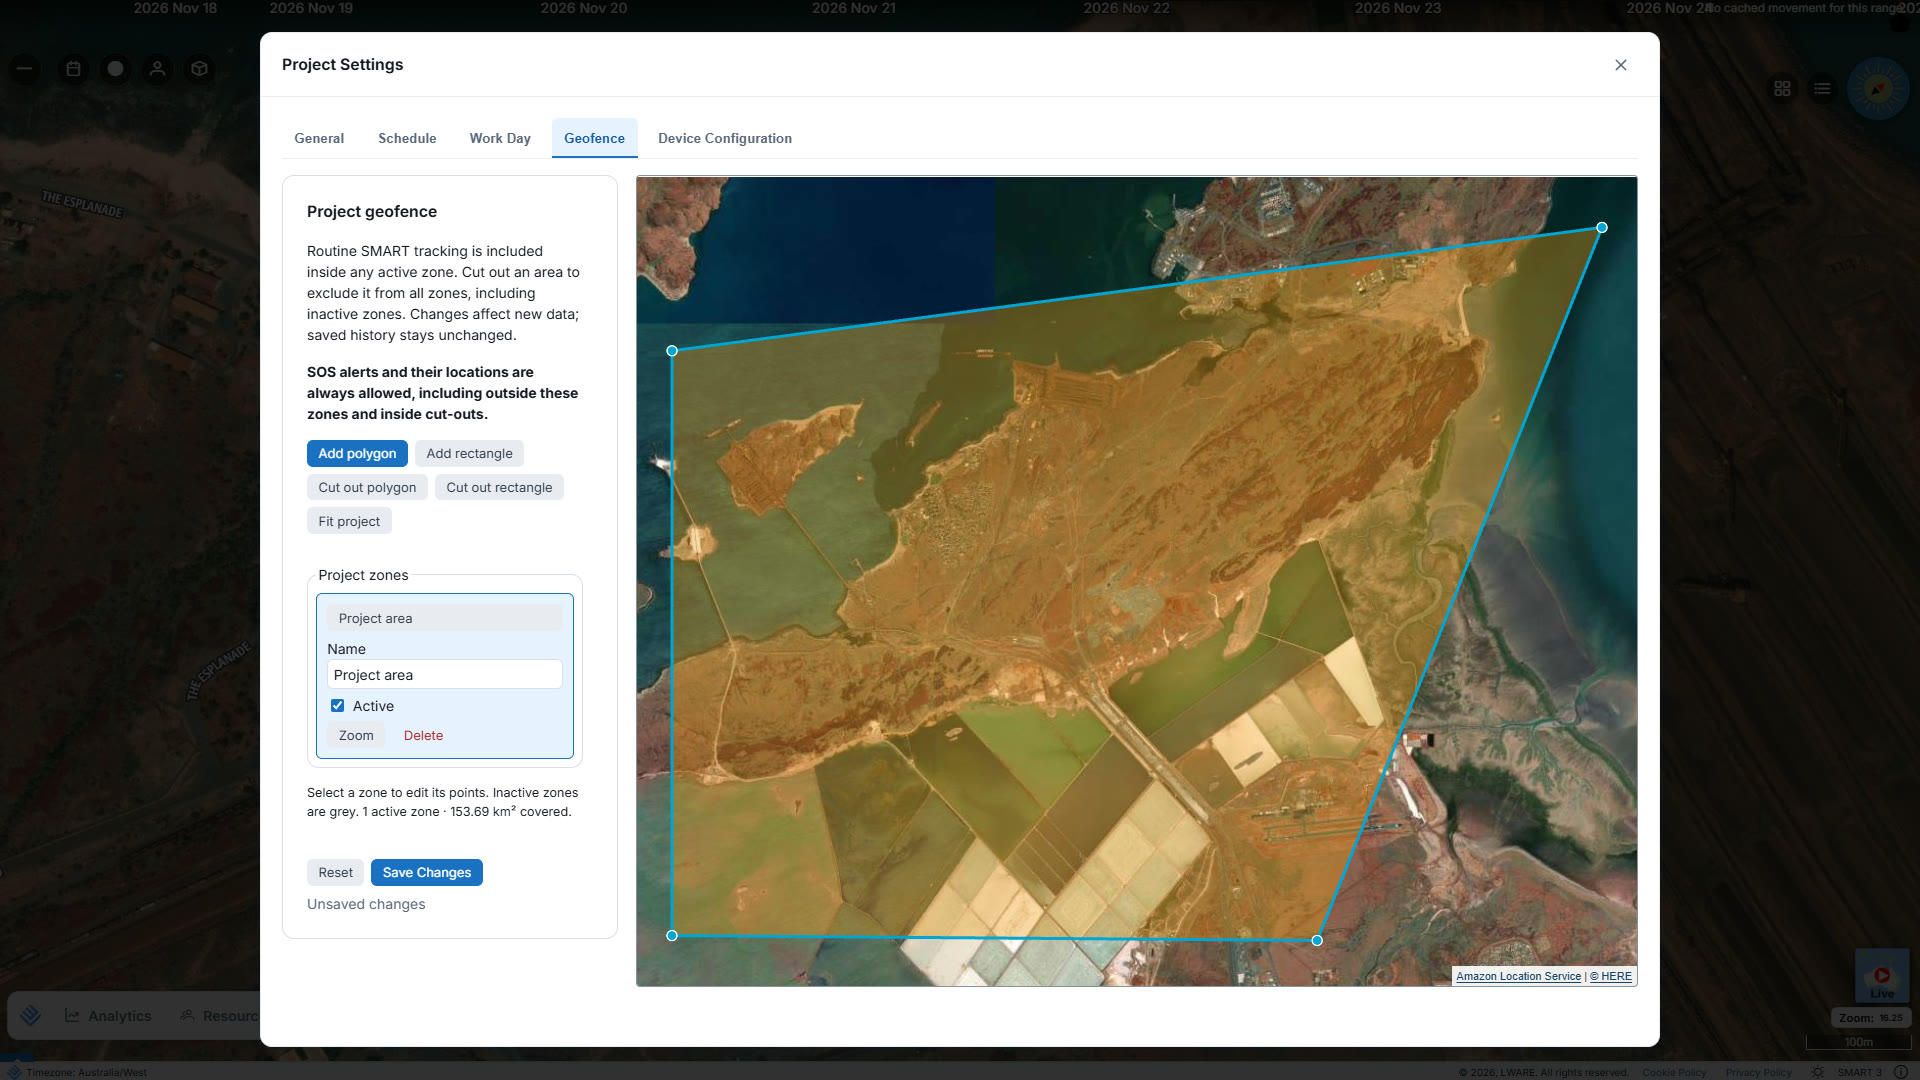 2026 Nov 18
2026 Nov 19
2026 Nov 20
2026 Nov 21
2026 Nov 22
2026 Nov 23
2026 Nov 24
No cached movement for this range
Project Settings
General
Schedule
Work Day
Geofence
Device Configuration
THE ESPLANADE
Project geofence
Routine SMART tracking is included
inside any active zone. Cut out an area to
exclude it from all zones, including
inactive zones. Changes affect new data;
saved history stays unchanged.
SOS alerts and their locations are
always allowed, including outside these
zones and inside cut-outs.
Add polygon
Add rectangle
Cut out polygon
Cut out rectangle
Fit project
Project zones
Project area
Name
Project area
Active
Zoom
Delete
THE ESPLANADE
Select a zone to edit its points. Inactive zones
are grey. 1 active zone · 153.69 km² covered.
Reset
Save Changes
Unsaved changes
Amazon Location Service | © HERE
Live
Analytics
Resourc
Zoom: 16.25
100m
Timezone: Australia/West
© 2026, LWARE. All rights reserved.
Cookie Policy
Privacy Policy
SMART 3